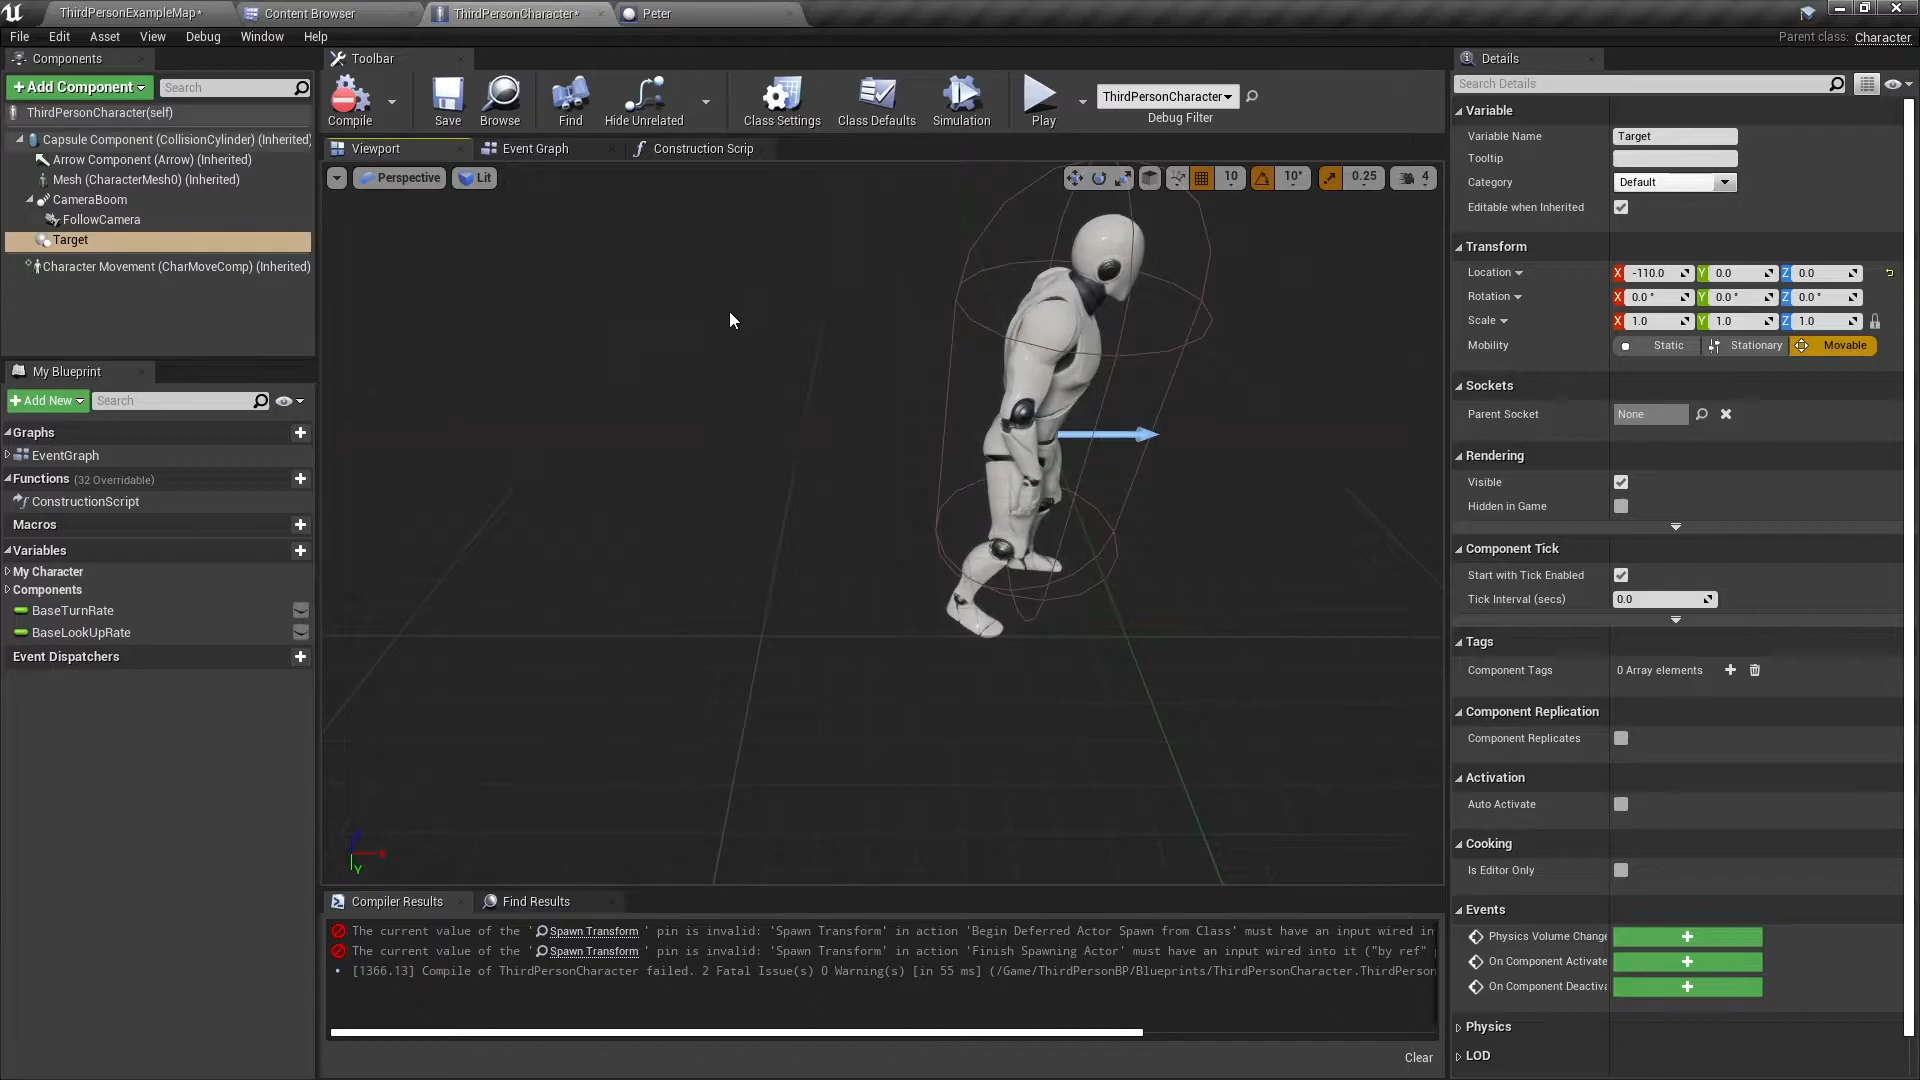 ThirdPersonExampleMap*
Content Browser
ThirdPersonCharacter*
Peter
File Edit Asset View Debug Window Help
Parent class: Character
Components
+Add Component
Search
ThirdPersonCharacter(self)
Capsule Component (CollisionCylinder) (Inherited)
Arrow Component (Arrow) (Inherited)
Mesh (CharacterMesh0) (Inherited)
CameraBoom
FollowCamera
Target
Character Movement (CharMoveComp) (Inherited)
My Blueprint
+Add New
Search
Graphs
EventGraph
Functions (32 Overridable)
ConstructionScript
Macros
Variables
My Character
Components
BaseTurnRate
BaseLookUpRate
Event Dispatchers
Toolbar
Compile
Save
Browse
Find
Hide Unrelated
Class Settings
Class Defaults
Simulation
Play
ThirdPersonCharacter
Debug Filter
Viewport
Event Graph
Construction Scrip
Perspective
Lit
10
10°
0.25
4
Y
Compiler Results
Find Results
The current value of the ' Spawn Transform ' pin is invalid: 'Spawn Transform' in action 'Begin Deferred Actor Spawn from Class' must have an input wired in
The current value of the ' Spawn Transform ' pin is invalid: 'Spawn Transform' in action 'Finish Spawning Actor' must have an input wired into it ("by ref"
[1366.13] Compile of ThirdPersonCharacter failed. 2 Fatal Issue(s) 0 Warning(s) [in 55 ms] (/Game/ThirdPersonBP/Blueprints/ThirdPersonCharacter.ThirdPerson
Clear
Details
Search Details
Variable
Variable Name Target
Tooltip
Category Default
Editable when Inherited
Transform
Location X -110.0 Y 0.0 Z 0.0
Rotation X 0.0 ° Y 0.0 ° Z 0.0 °
Scale X 1.0 Y 1.0 Z 1.0
Mobility Static Stationary Movable
Sockets
Parent Socket None
Rendering
Visible
Hidden in Game
Component Tick
Start with Tick Enabled
Tick Interval (secs) 0.0
Tags
Component Tags 0 Array elements
Component Replication
Component Replicates
Activation
Auto Activate
Cooking
Is Editor Only
Events
Physics Volume Change
On Component Activate
On Component Deactiva
Physics
LOD